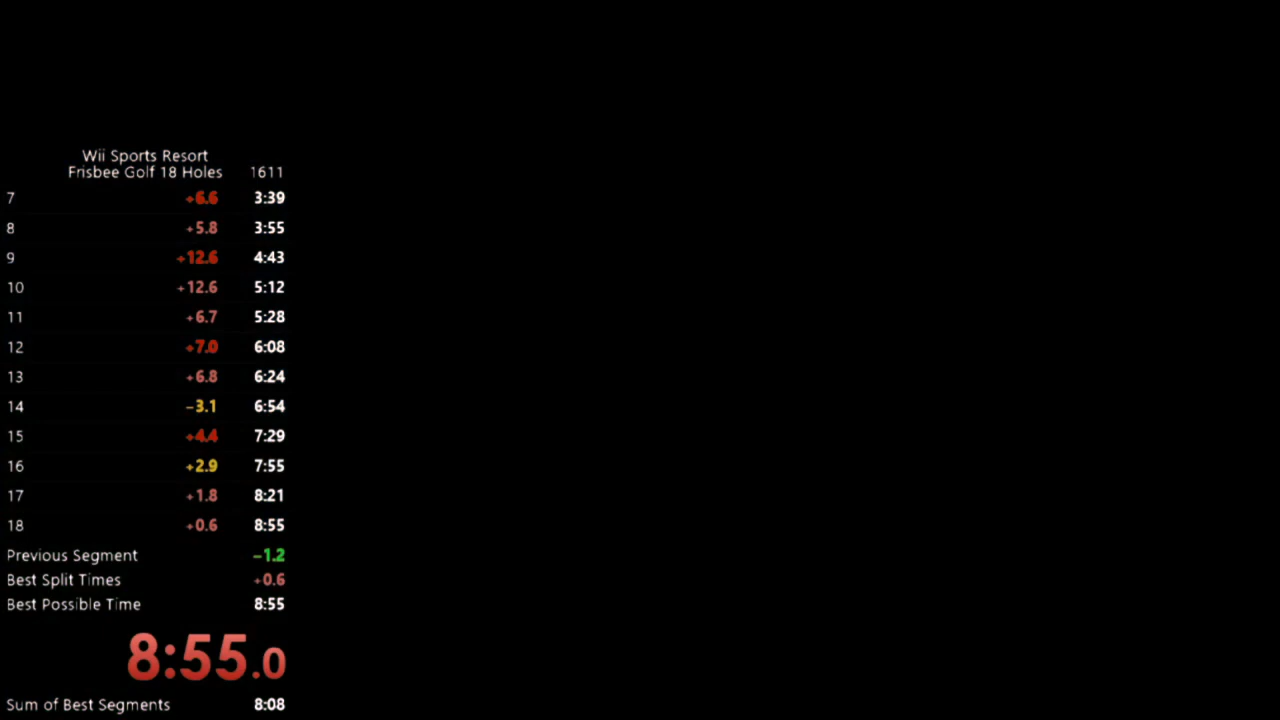 Wii Sports Resort
Frisbee Golf 18 Holes 1611
7 +6.6 3:39
8 +5.8 3:55
9 +12.6 4:43
10 +12.6 5:12
11 +6.7 5:28
12 +7.0 6:08
13 +6.8 6:24
14 −3.1 6:54
15 +4.4 7:29
16 +2.9 7:55
17 +1.8 8:21
18 +0.6 8:55
Previous Segment −1.2
Best Split Times +0.6
Best Possible Time 8:55
8:55.0
Sum of Best Segments 8:08